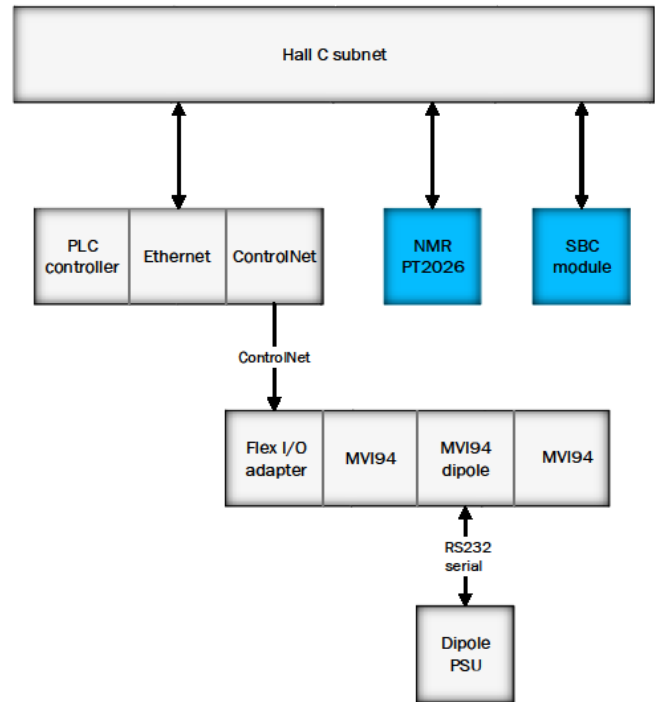 Hall C subnet
PLC
controller
Ethernet
ControlNet
NMR
PT2026
SBC
module
ControlNet
Flex I/O
adapter
MVI94
MVI94
dipole
MVI94
RS232
serial
Dipole
PSU